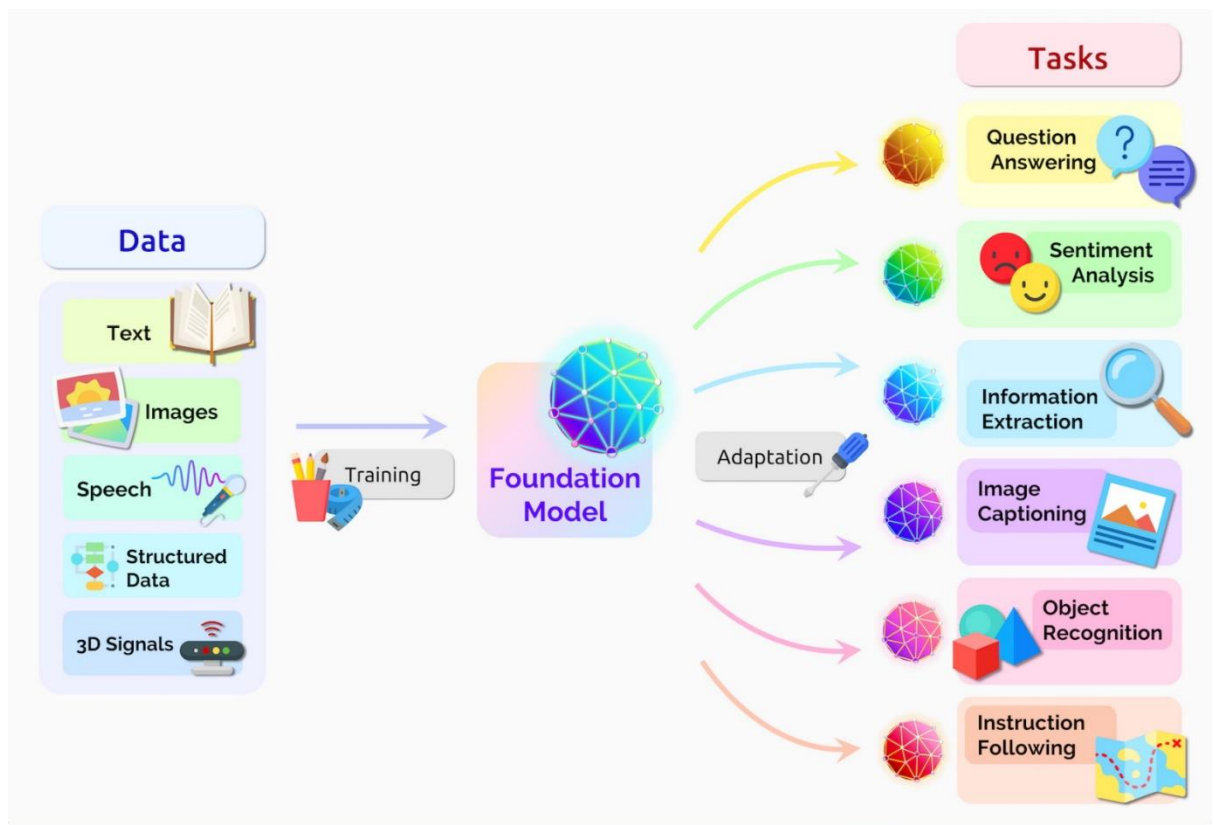 Data
Text
Images
Speech
Structured
Data
3D Signals
Training
Foundation
Model
Adaptation
Tasks
Question
Answering
?
Sentiment
Analysis
Information
Extraction
Image
Captioning
Object
Recognition
Instruction
Following